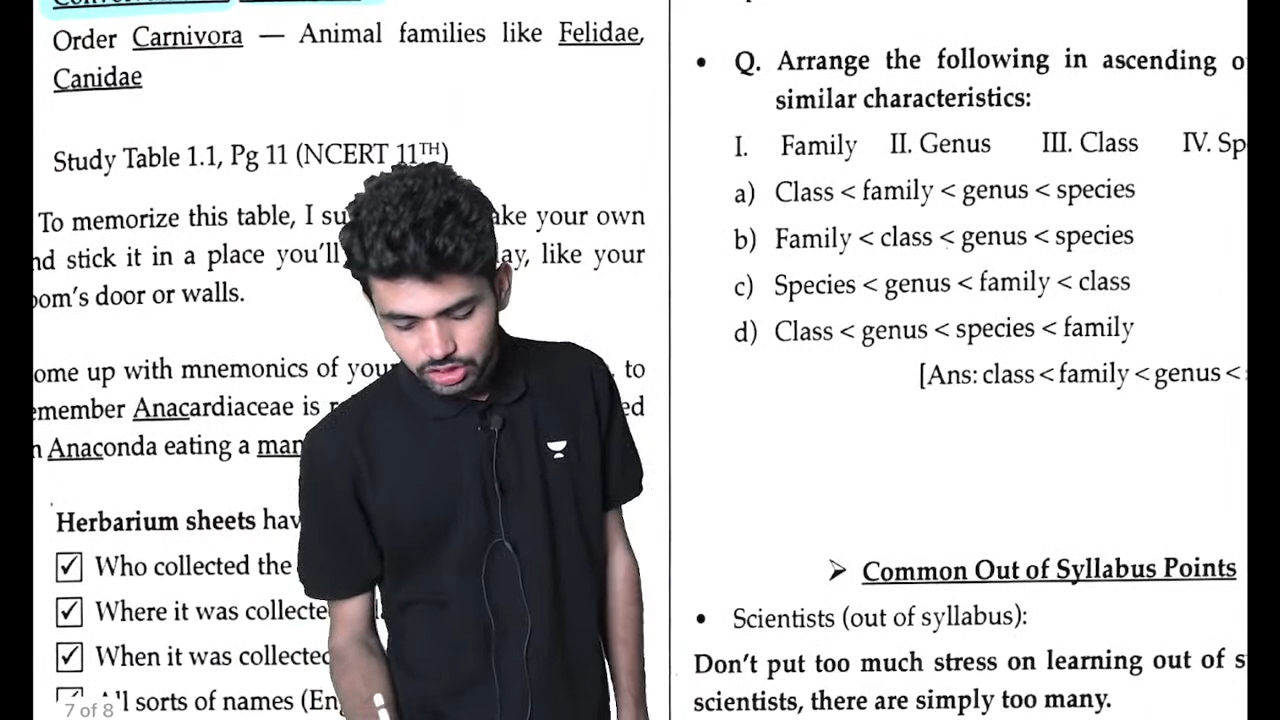 Order Carnivora — Animal families like Felidae,
Canidae
Study Table 1.1, Pg 11 (NCERT 11TH)
To memorize this table, I su ake your own
nd stick it in a place you'll ay, like your
oom's door or walls.
ome up with mnemonics of you to
emember Anacardiaceae is ed
n Anaconda eating a man
Herbarium sheets hav
Who collected the
Where it was collecte
When it was collected
All sorts of names (En
7 of 8
• Q. Arrange the following in ascending o
similar characteristics:
I. Family II. Genus III. Class IV. Sp
a) Class < family < genus < species
b) Family < class < genus < species
c) Species < genus < family < class
d) Class < genus < species < family
[Ans: class < family < genus <
➤ Common Out of Syllabus Points
• Scientists (out of syllabus):
Don't put too much stress on learning out of s
scientists, there are simply too many.